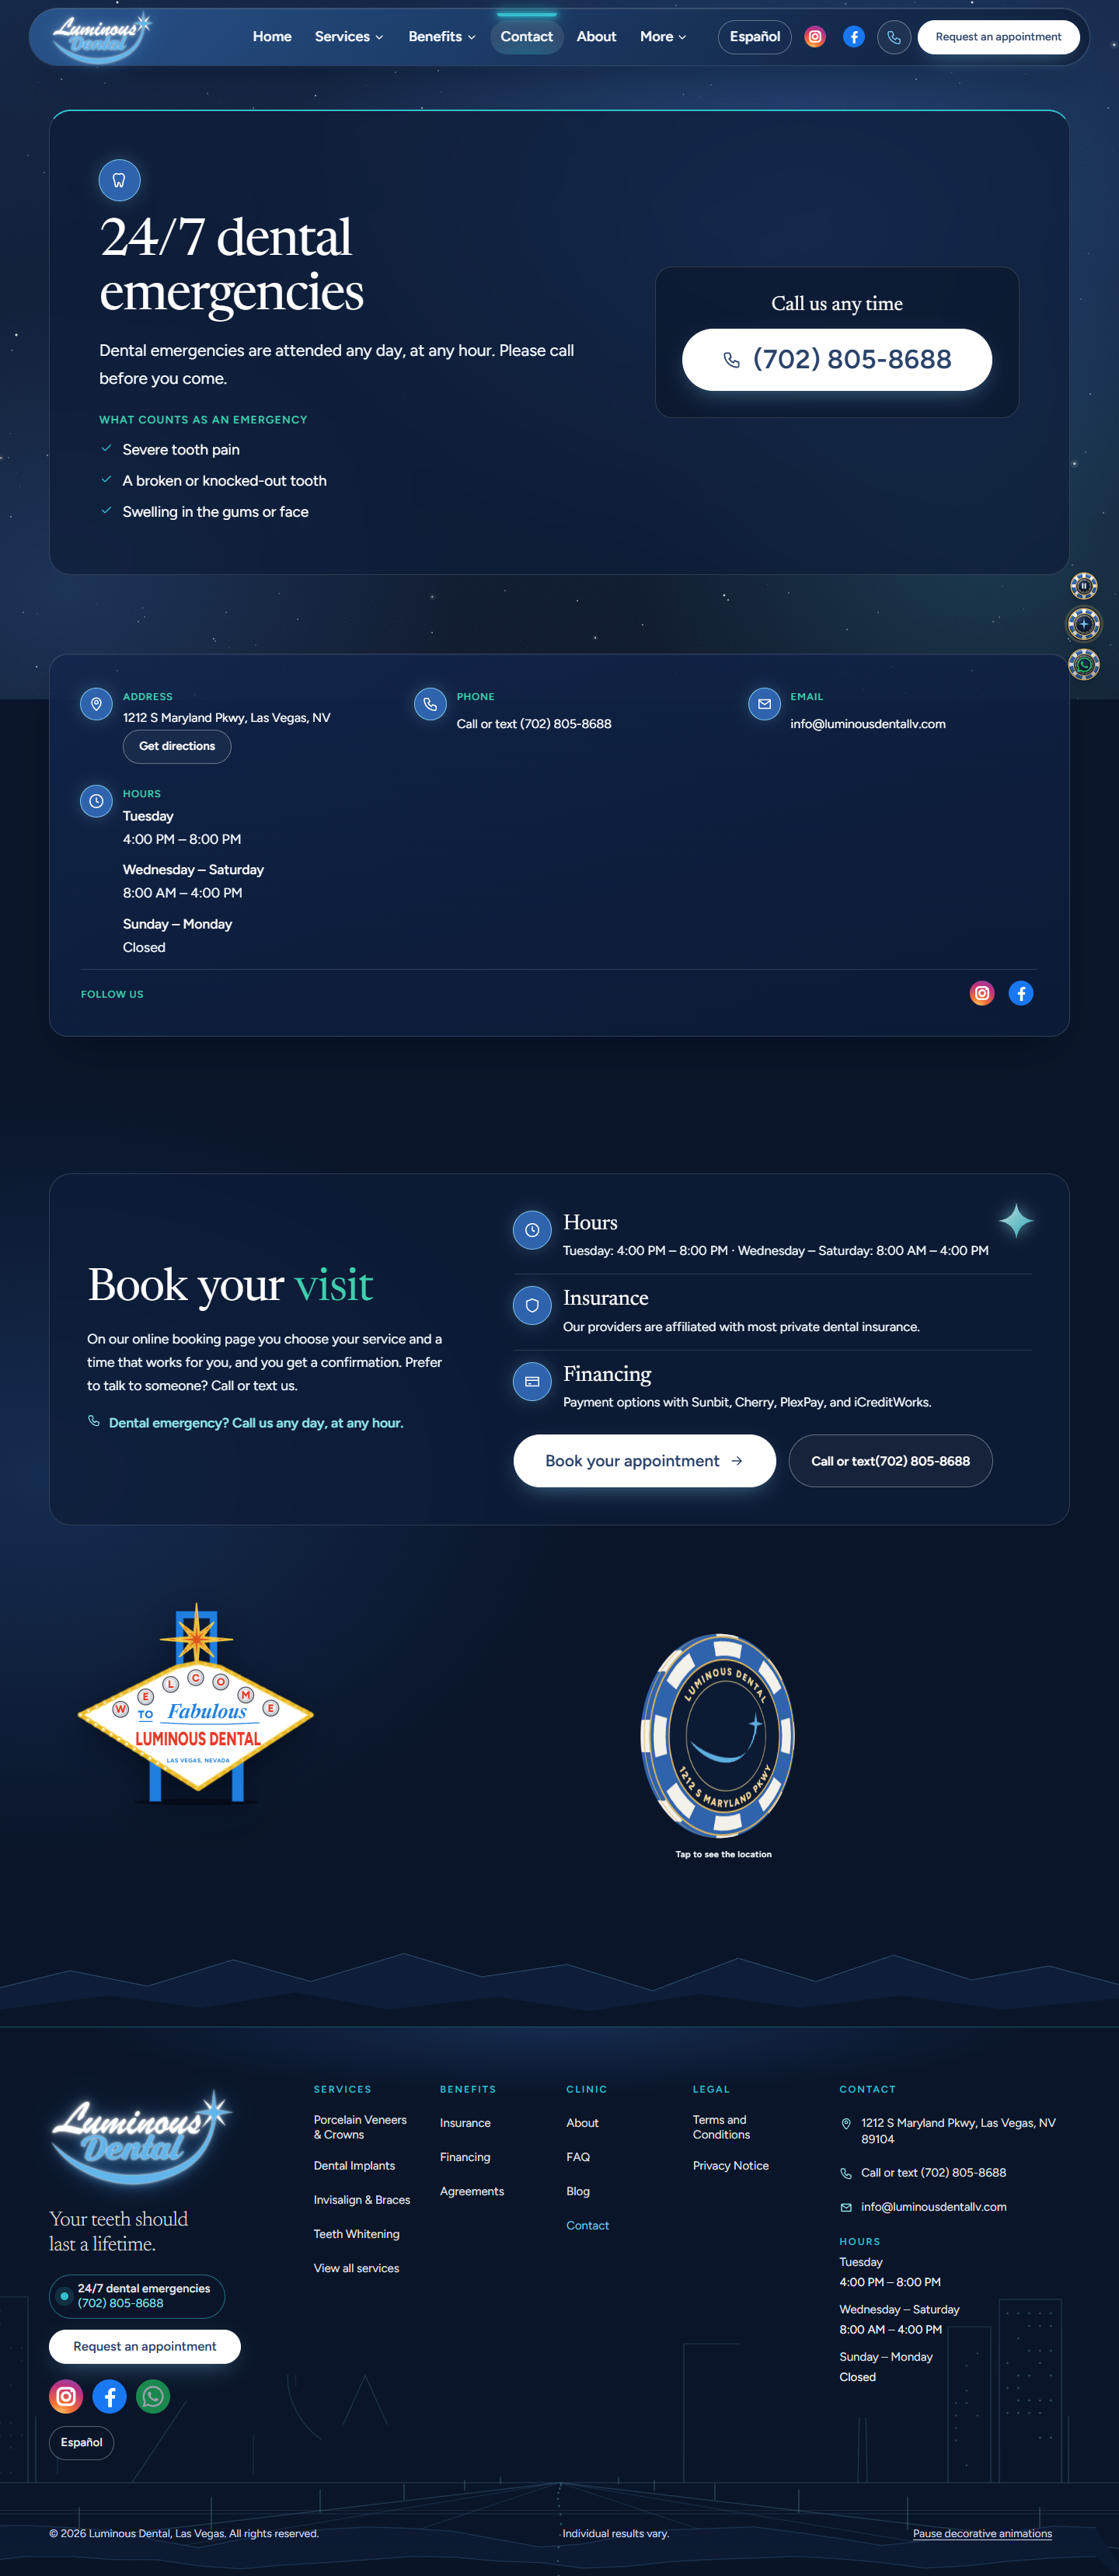 Luminous
Dental
Home
Services
Benefits
Contact
About
More
Español
Request an appointment
24/7 dental
emergencies
Dental emergencies are attended any day, at any hour. Please call
before you come.
WHAT COUNTS AS AN EMERGENCY
Severe tooth pain
A broken or knocked-out tooth
Swelling in the gums or face
Call us any time
(702) 805-8688
ADDRESS
1212 S Maryland Pkwy, Las Vegas, NV
Get directions
PHONE
Call or text (702) 805-8688
EMAIL
info@luminousdentallv.com
HOURS
Tuesday
4:00 PM – 8:00 PM
Wednesday – Saturday
8:00 AM – 4:00 PM
Sunday – Monday
Closed
FOLLOW US
Book your visit
On our online booking page you choose your service and a
time that works for you, and you get a confirmation. Prefer
to talk to someone? Call or text us.
Dental emergency? Call us any day, at any hour.
Hours
Tuesday: 4:00 PM – 8:00 PM · Wednesday – Saturday: 8:00 AM – 4:00 PM
Insurance
Our providers are affiliated with most private dental insurance.
Financing
Payment options with Sunbit, Cherry, PlexPay, and iCreditWorks.
Book your appointment
Call or text(702) 805-8688
WELCOME
TO Fabulous
LUMINOUS DENTAL
LAS VEGAS, NEVADA
LUMINOUS DENTAL
1212 S MARYLAND PKWY
Tap to see the location
Luminous
Dental
Your teeth should
last a lifetime.
24/7 dental emergencies
(702) 805-8688
Request an appointment
Español
SERVICES
Porcelain Veneers
& Crowns
Dental Implants
Invisalign & Braces
Teeth Whitening
View all services
BENEFITS
Insurance
Financing
Agreements
CLINIC
About
FAQ
Blog
Contact
LEGAL
Terms and
Conditions
Privacy Notice
CONTACT
1212 S Maryland Pkwy, Las Vegas, NV
89104
Call or text (702) 805-8688
info@luminousdentallv.com
HOURS
Tuesday
4:00 PM – 8:00 PM
Wednesday – Saturday
8:00 AM – 4:00 PM
Sunday – Monday
Closed
© 2026 Luminous Dental, Las Vegas. All rights reserved.
Individual results vary.
Pause decorative animations